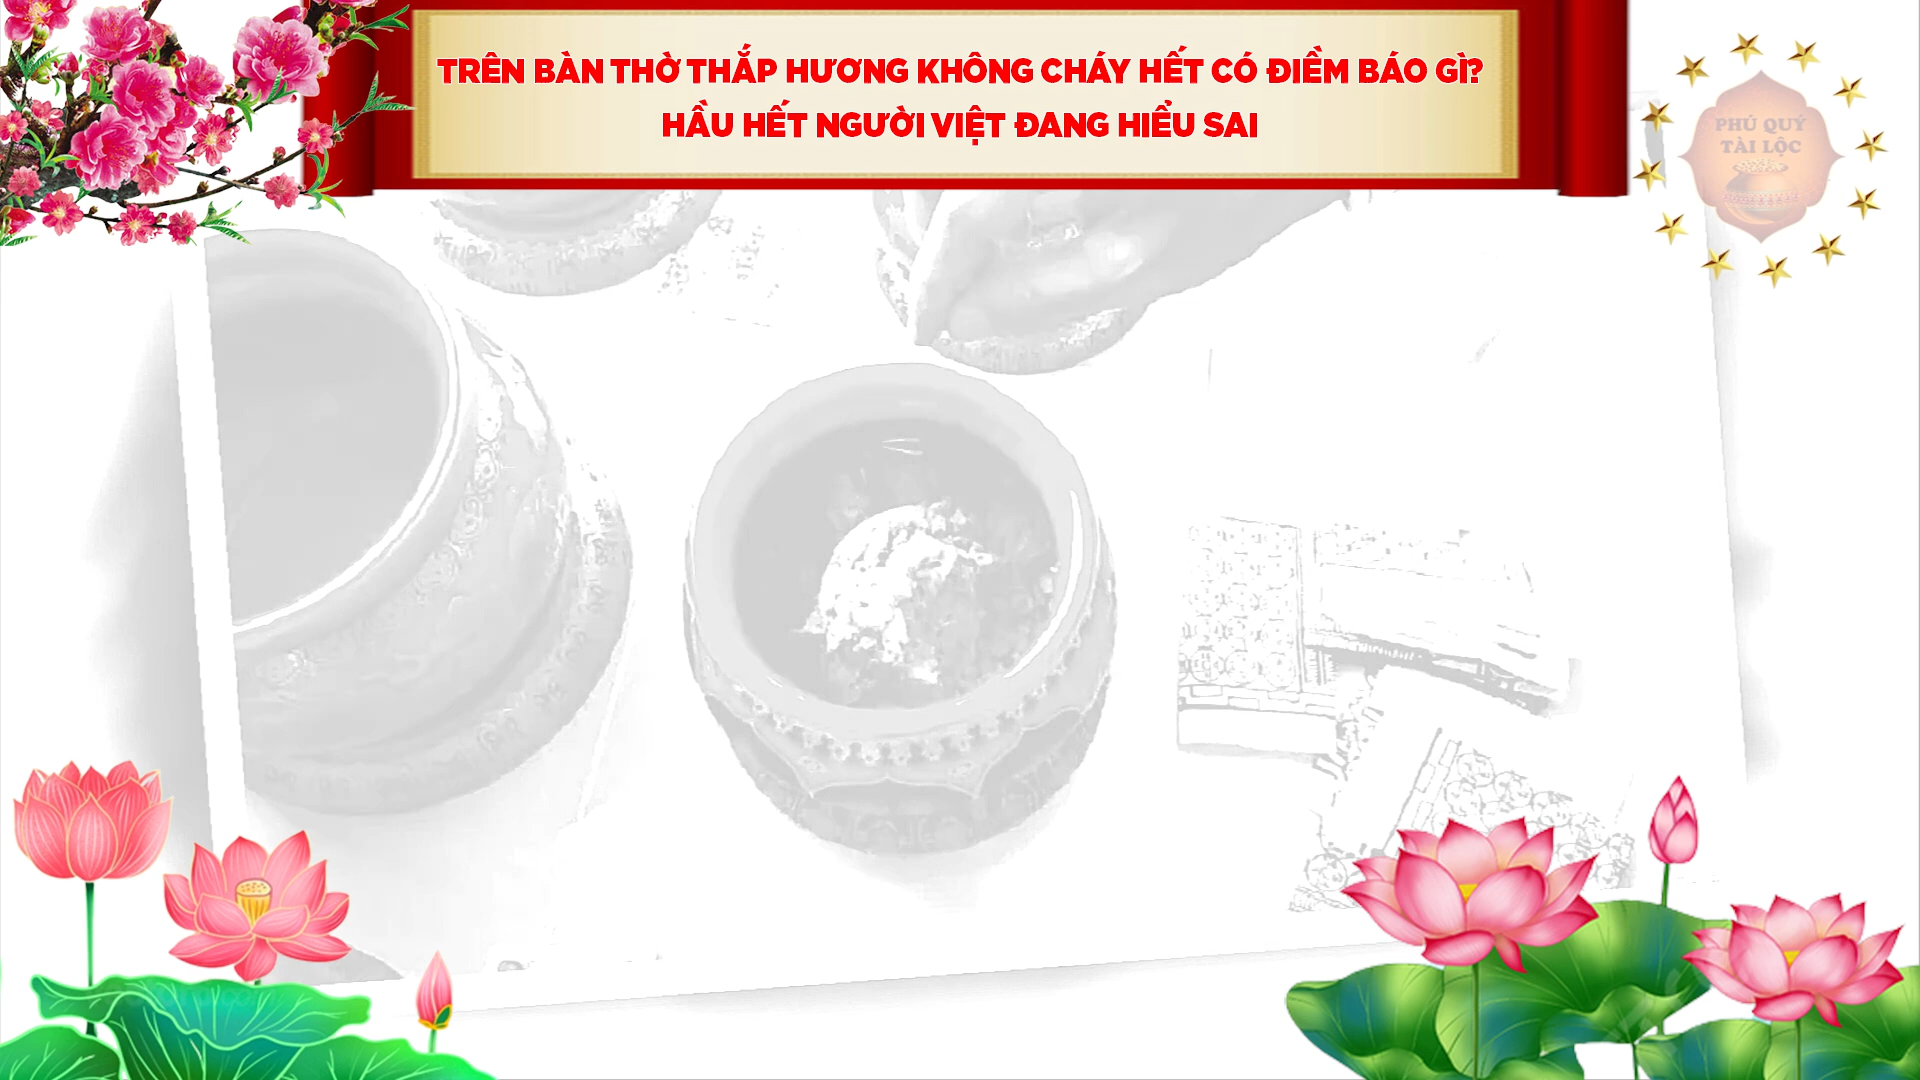 TRÊN BÀN THỜ THẮP HƯƠNG KHÔNG CHÁY HẾT CÓ ĐIỀM BÁO GÌ?
HẦU HẾT NGƯỜI VIỆT ĐANG HIỂU SAI
PHÚ QUÝ
TÀI LỘC